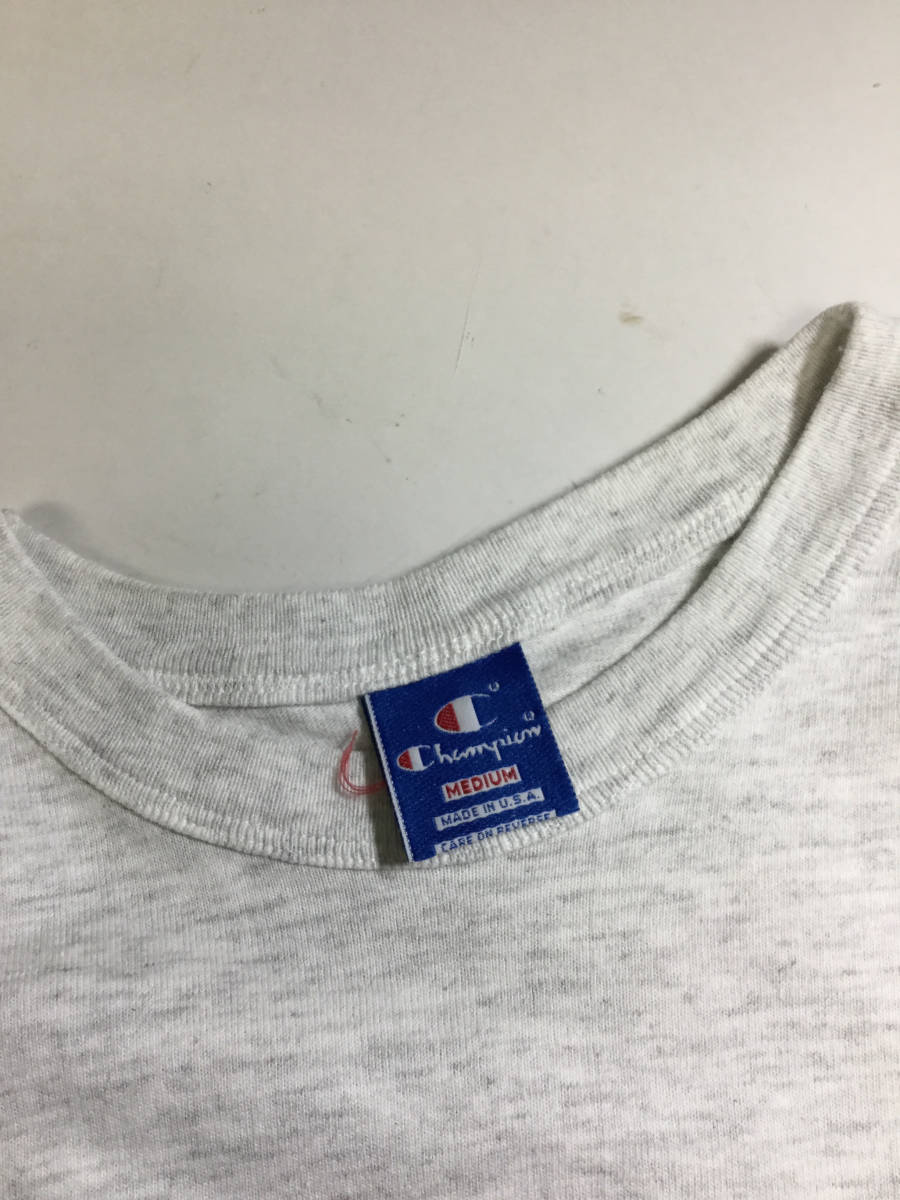 Champion
MEDIUM
MADE IN U.S.A.
CARE ON REVERSE